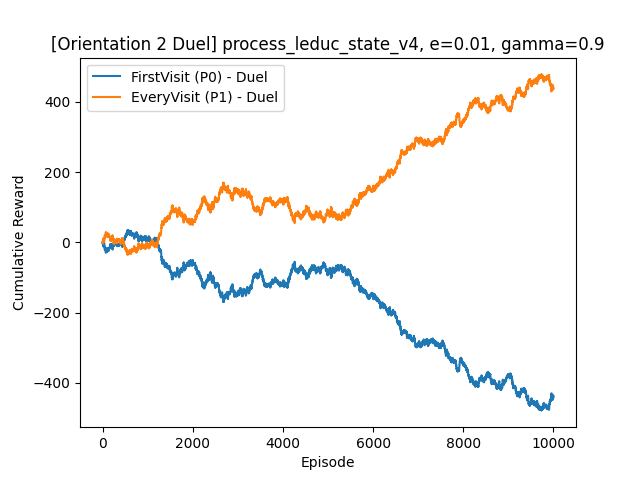 [Orientation 2 Duel] process_leduc_state_v4, e=0.01, gamma=0.9
FirstVisit (P0) - Duel
EveryVisit (P1) - Duel
Cumulative Reward
400
200
0
−200
−400
0
2000
4000
6000
8000
10000
Episode